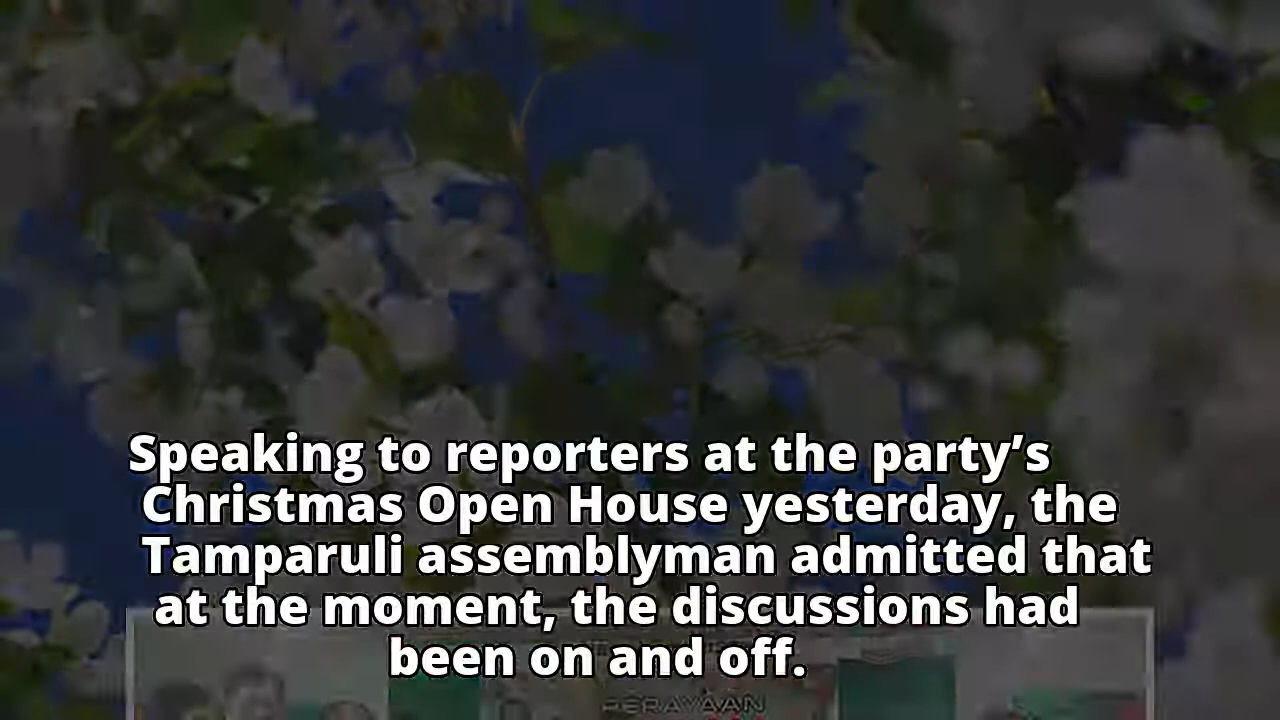 Speaking to reporters at the party’s
Christmas Open House yesterday, the
Tamparuli assemblyman admitted that
at the moment, the discussions had
been on and off.
PERAYAAN